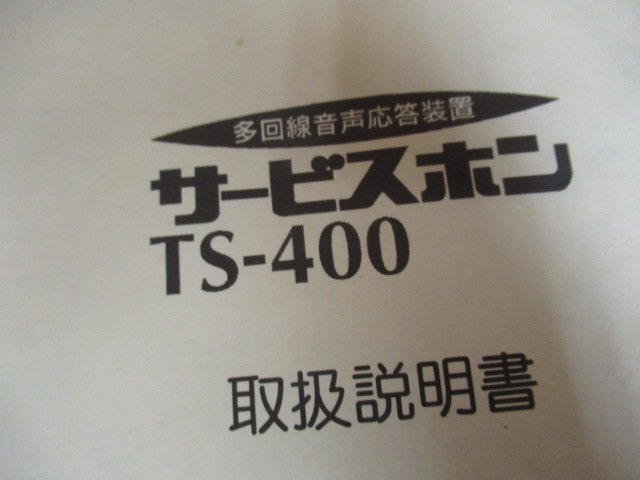 多回線音声応答装置
サービスホン
TS-400
取扱説明書